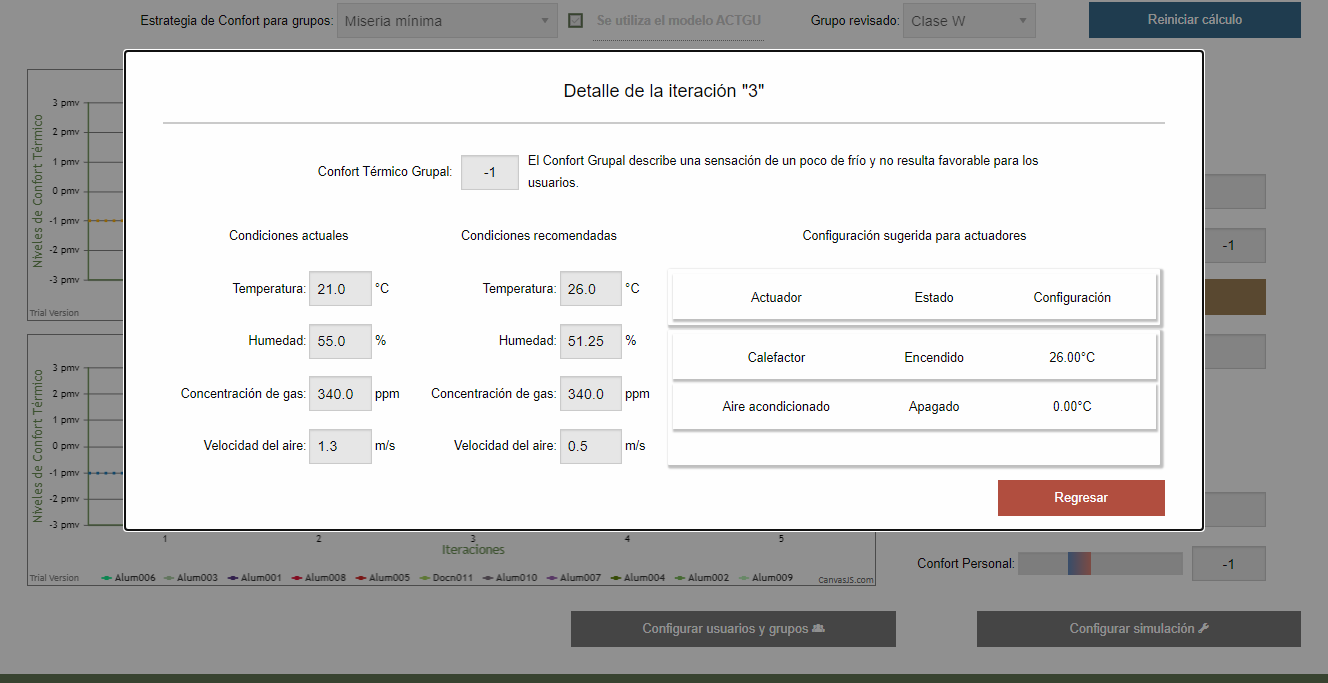 Estrategia de Confort para grupos: Miseria mínima Se utiliza el modelo ACTGU Grupo revisado: Clase W Reiniciar cálculo
Detalle de la iteración "3"
Confort Térmico Grupal: -1 El Confort Grupal describe una sensación de un poco de frío y no resulta favorable para los
usuarios.
Condiciones actuales Condiciones recomendadas Configuración sugerida para actuadores
Temperatura: 21.0 °C Temperatura: 26.0 °C
Humedad: 55.0 % Humedad: 51.25 %
Concentración de gas: 340.0 ppm Concentración de gas: 340.0 ppm
Velocidad del aire: 1.3 m/s Velocidad del aire: 0.5 m/s
Actuador Estado Configuración
Calefactor Encendido 26.00°C
Aire acondicionado Apagado 0.00°C
Regresar
Niveles de Confort Térmico
3 pmv
2 pmv
1 pmv
0 pmv
-1 pmv
-2 pmv
-3 pmv
Trial Version
-1
Niveles de Confort Térmico
3 pmv
2 pmv
1 pmv
0 pmv
-1 pmv
-2 pmv
-3 pmv
1 2 3 4 5
Iteraciones
Trial Version Alum006 Alum003 Alum001 Alum008 Alum005 Docn011 Alum010 Alum007 Alum004 Alum002 Alum009 CanvasJS.com
Confort Personal: -1
Configurar usuarios y grupos Configurar simulación